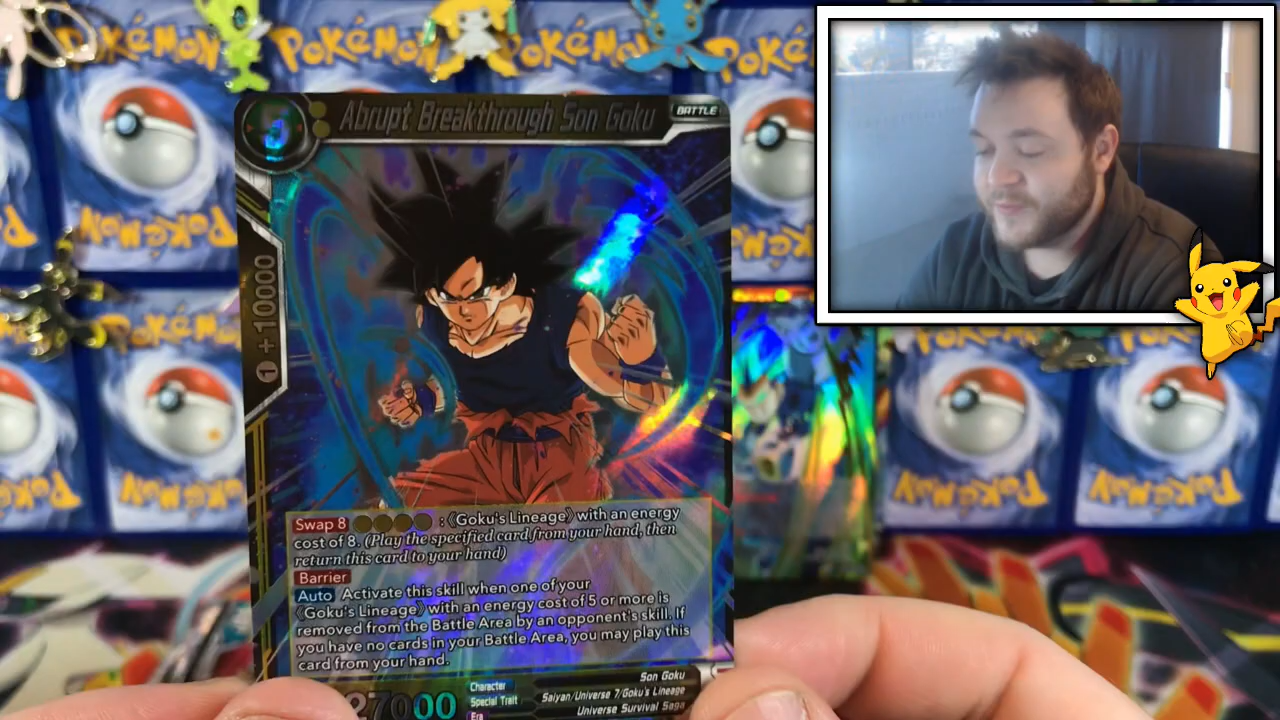 Pokémon Pokémon Pokémon Pokémon
5 Abrupt Breakthrough Son Goku BATTLE
1 +10000
Pokémon
Pokémon
Pokémon
Swap 8 : 《Goku's Lineage》 with an energy
cost of 8. (Play the specified card from your hand, then
return this card to your hand)
Barrier
Auto Activate this skill when one of your
《Goku's Lineage》 with an energy cost of 5 or more is
removed from the Battle Area by an opponent's skill. If
you have no cards in your Battle Area, you may play this
card from your hand.
27000
Character Son Goku
Special Trait Saiyan/Universe 7/Goku's Lineage
Era Universe Survival Saga